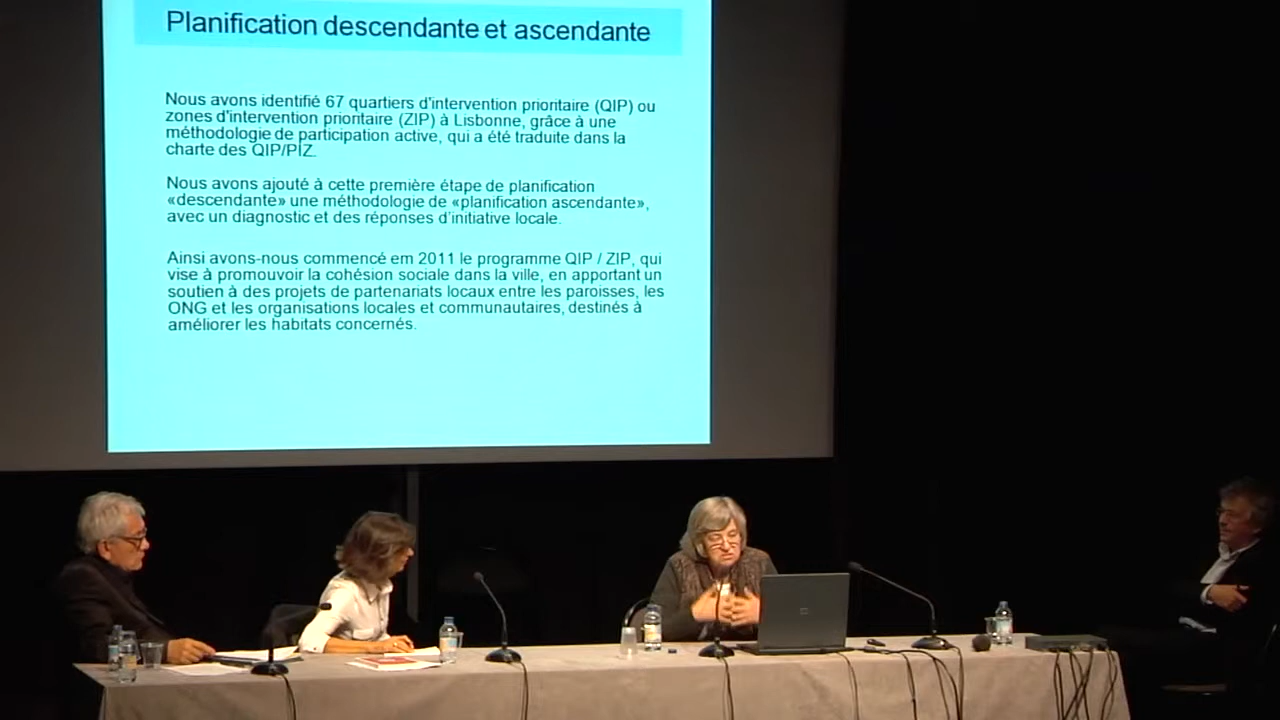 Planification descendante et ascendante
Nous avons identifié 67 quartiers d'intervention prioritaire (QIP) ou
zones d'intervention prioritaire (ZIP) à Lisbonne, grâce à une
méthodologie de participation active, qui a été traduite dans la
charte des QIP/PIZ.
Nous avons ajouté à cette première étape de planification
«descendante» une méthodologie de «planification ascendante»,
avec un diagnostic et des réponses d'initiative locale.
Ainsi avons-nous commencé em 2011 le programme QIP / ZIP, qui
vise à promouvoir la cohésion sociale dans la ville, en apportant un
soutien à des projets de partenariats locaux entre les paroisses, les
ONG et les organisations locales et communautaires, destinés à
améliorer les habitats concernés.